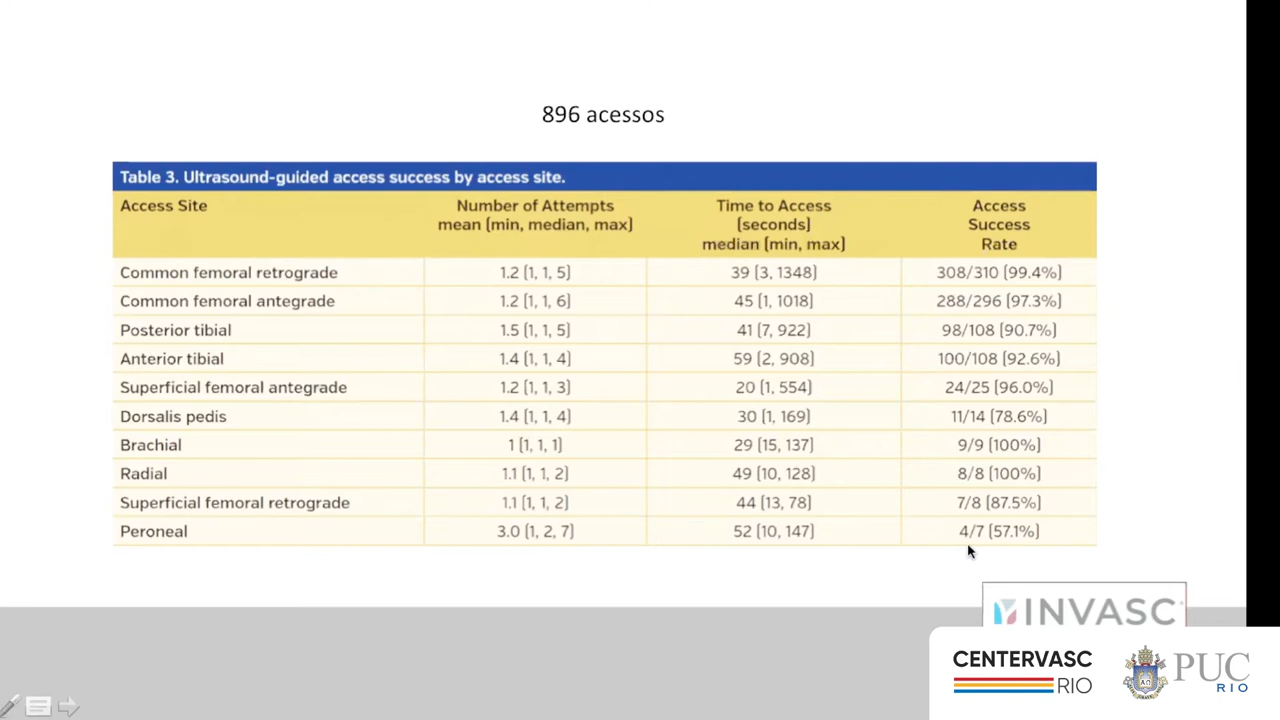 896 acessos
Table 3. Ultrasound-guided access success by access site.
Access Site Number of Attempts mean (min, median, max) Time to Access (seconds) median (min, max) Access Success Rate
Common femoral retrograde 1.2 (1, 1, 5) 39 (3, 1348) 308/310 (99.4%)
Common femoral antegrade 1.2 (1, 1, 6) 45 (1, 1018) 288/296 (97.3%)
Posterior tibial 1.5 (1, 1, 5) 41 (7, 922) 98/108 (90.7%)
Anterior tibial 1.4 (1, 1, 4) 59 (2, 908) 100/108 (92.6%)
Superficial femoral antegrade 1.2 (1, 1, 3) 20 (1, 554) 24/25 (96.0%)
Dorsalis pedis 1.4 (1, 1, 4) 30 (1, 169) 11/14 (78.6%)
Brachial 1 (1, 1, 1) 29 (15, 137) 9/9 (100%)
Radial 1.1 (1, 1, 2) 49 (10, 128) 8/8 (100%)
Superficial femoral retrograde 1.1 (1, 1, 2) 44 (13, 78) 7/8 (87.5%)
Peroneal 3.0 (1, 2, 7) 52 (10, 147) 4/7 (57.1%)
INVASC
CENTERVASC
RIO
PUC
RIO